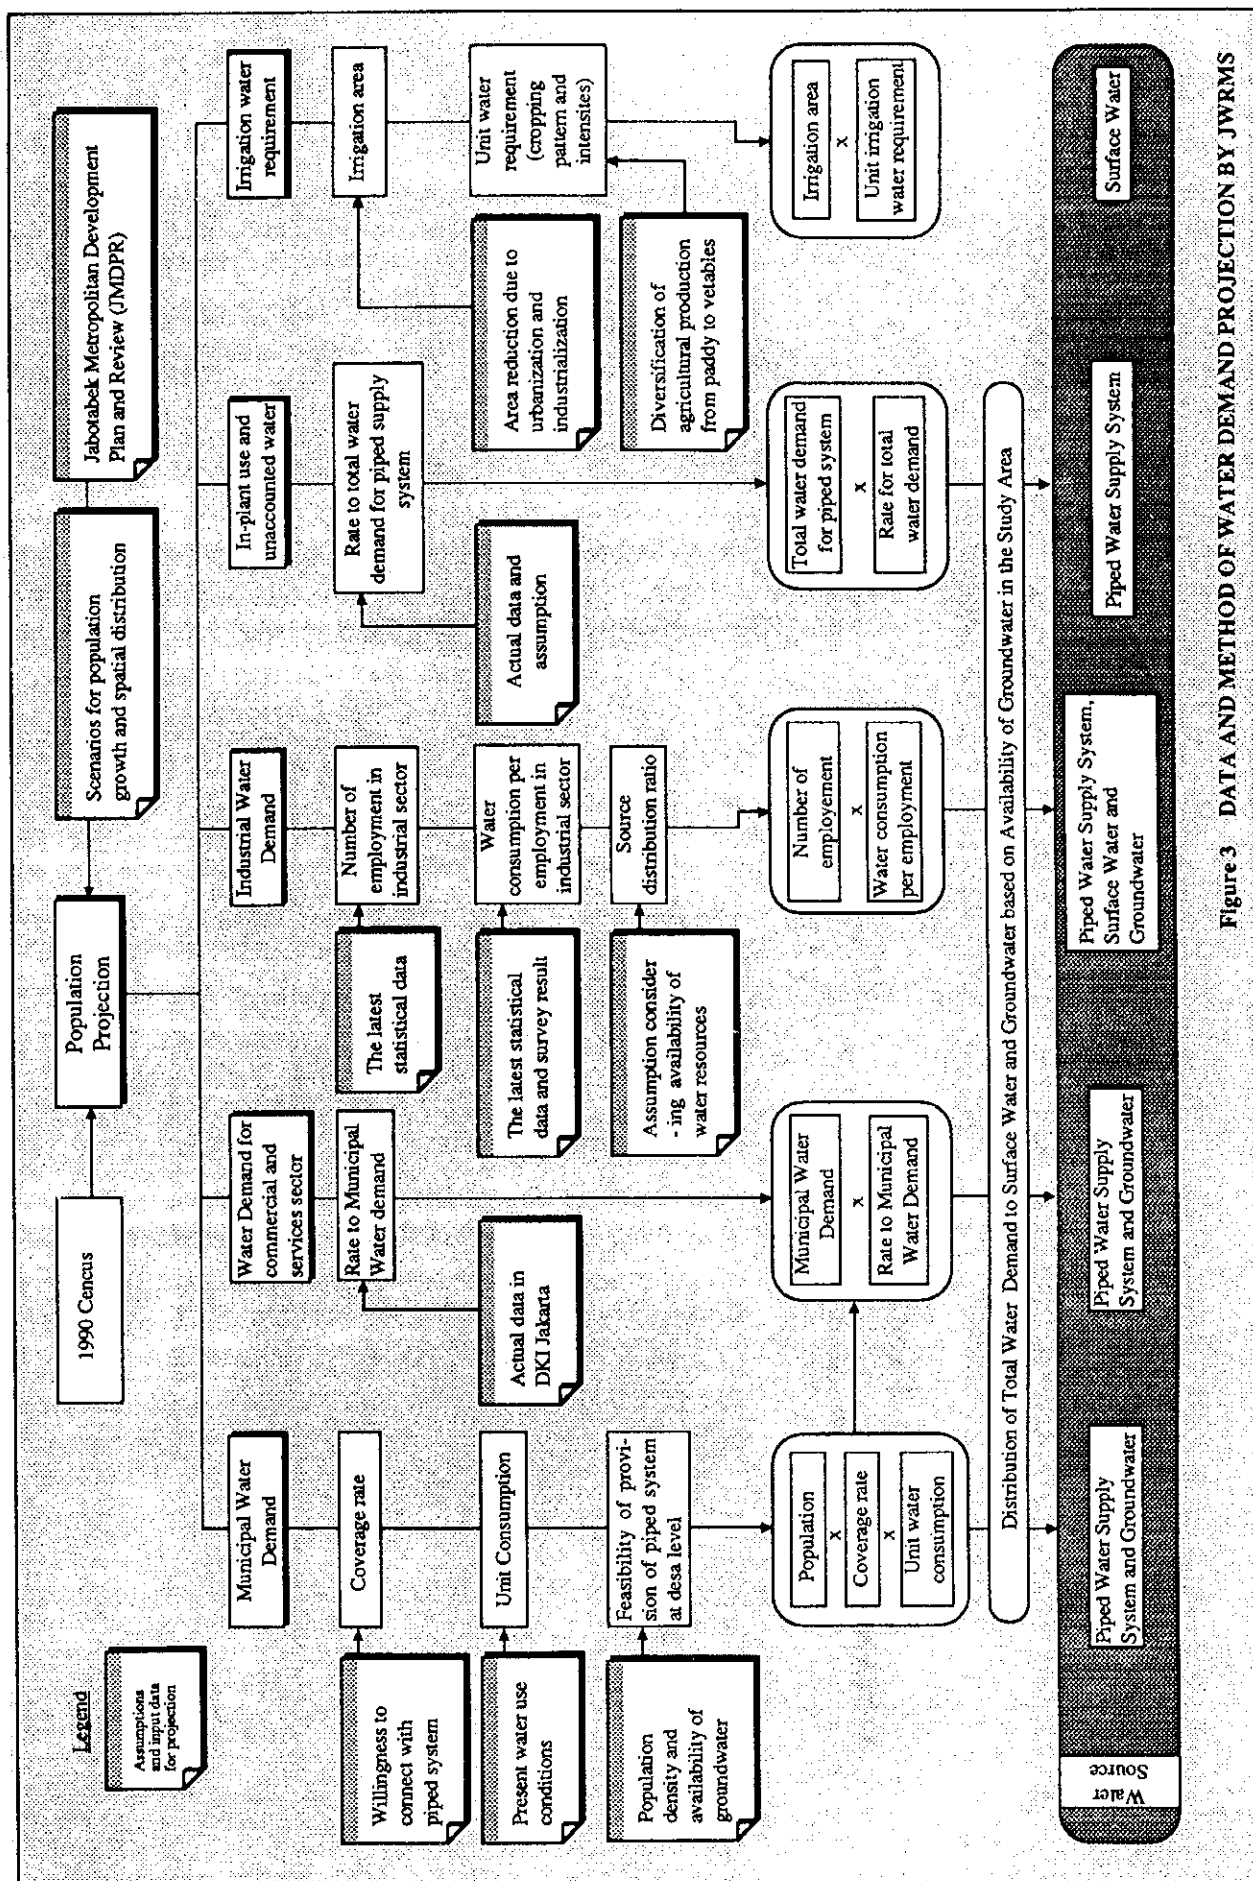 Legend
Assumptions
and input data
for projection
1990 Cencus
Population
Projection
Scenarios for population
growth and spatial distribution
Jabotabek Metropolitan Development
Plan and Review (JMDPR)
Municipal Water
Demand
Water Demand for
commercial and
services sector
Industrial Water
Demand
In-plant use and
unaccounted water
Irrigation water
requirement
Coverage rate
Rate to Municipal
Water demand
Number of
employment in
industrial sector
Rate to total water
demand for piped supply
system
Irrigation area
Willingness to
connect with
piped system
The latest
statistical data
Unit Consumption
Actual data in
DKI Jakarta
Water
consumption per
employment in
industrial sector
Actual data and
assumption
Area reduction due to
urbanization and
industrialization
Unit water
requirement
(cropping
pattern and
intensites)
Present water use
conditions
The latest statistical
data and survey result
Feasibility of provi-
sion of piped system
at desa level
Source
distribution ratio
Diversification of
agricultural production
from paddy to vetables
Population
density and
availability of
groundwater
Assumption consider
- ing availability of
water resources
Population
x
Coverage rate
x
Unit water
consumption
Municipal Water
Demand
x
Rate to Municipal
Water Demand
Number of
employement
x
Water consumption
per employment
Total water demand
for piped system
x
Rate for total
water demand
Irrigation area
x
Unit irrigation
water requirement
Distribution of Total Water Demand to Surface Water and Groundwater based on Availability of Groundwater in the Study Area
Water
Source
Piped Water Supply
System and Groundwater
Piped Water Supply
System and Groundwater
Piped Water Supply System,
Surface Water and
Groundwater
Piped Water Supply System
Surface Water
Figure 3 DATA AND METHOD OF WATER DEMAND PROJECTION BY JWRMS